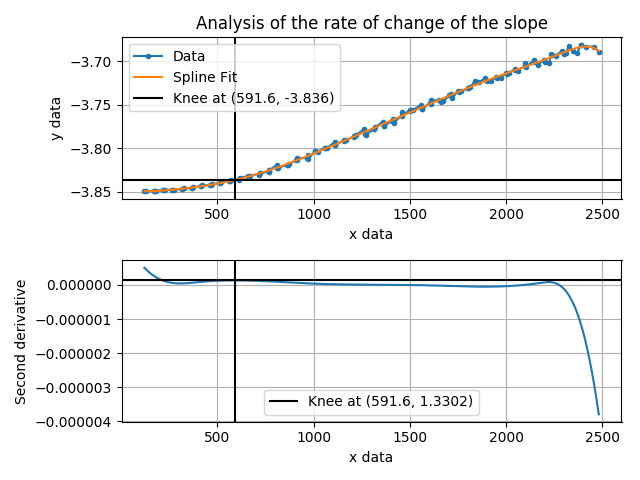 Analysis of the rate of change of the slope
y data
−3.70
−3.75
−3.80
−3.85
Data
Spline Fit
Knee at (591.6, -3.836)
500
1000
1500
2000
2500
x data
Second derivative
0.000000
−0.000001
−0.000002
−0.000003
−0.000004
Knee at (591.6, 1.3302)
500
1000
1500
2000
2500
x data